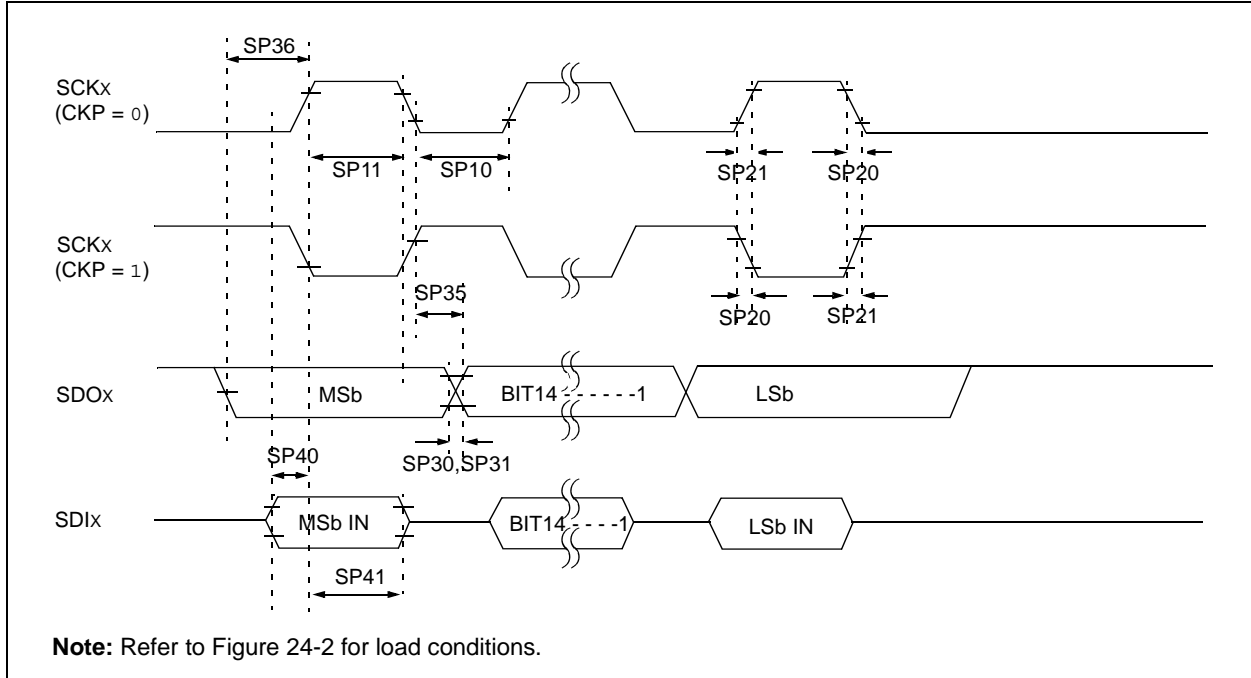 SP36
SCKx
(CKP = 0)
SP11
SP10
SP21
SP20
SCKx
(CKP = 1)
SP35
SP20
SP21
SDOx
MSb
BIT14 - - - - - -1
LSb
SP40
SP30,SP31
SDIx
MSb IN
BIT14 - - - - -1
LSb IN
SP41
Note: Refer to Figure 24-2 for load conditions.